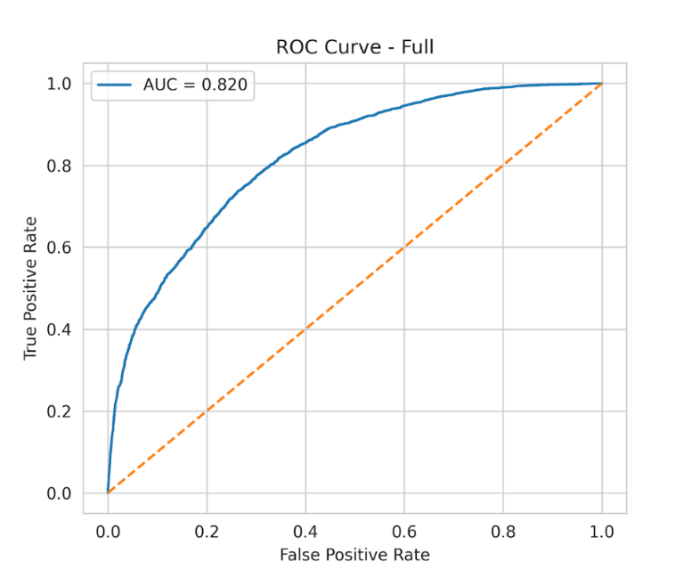 ROC Curve - Full
AUC = 0.820
True Positive Rate
1.0
0.8
0.6
0.4
0.2
0.0
0.0 0.2 0.4 0.6 0.8 1.0
False Positive Rate